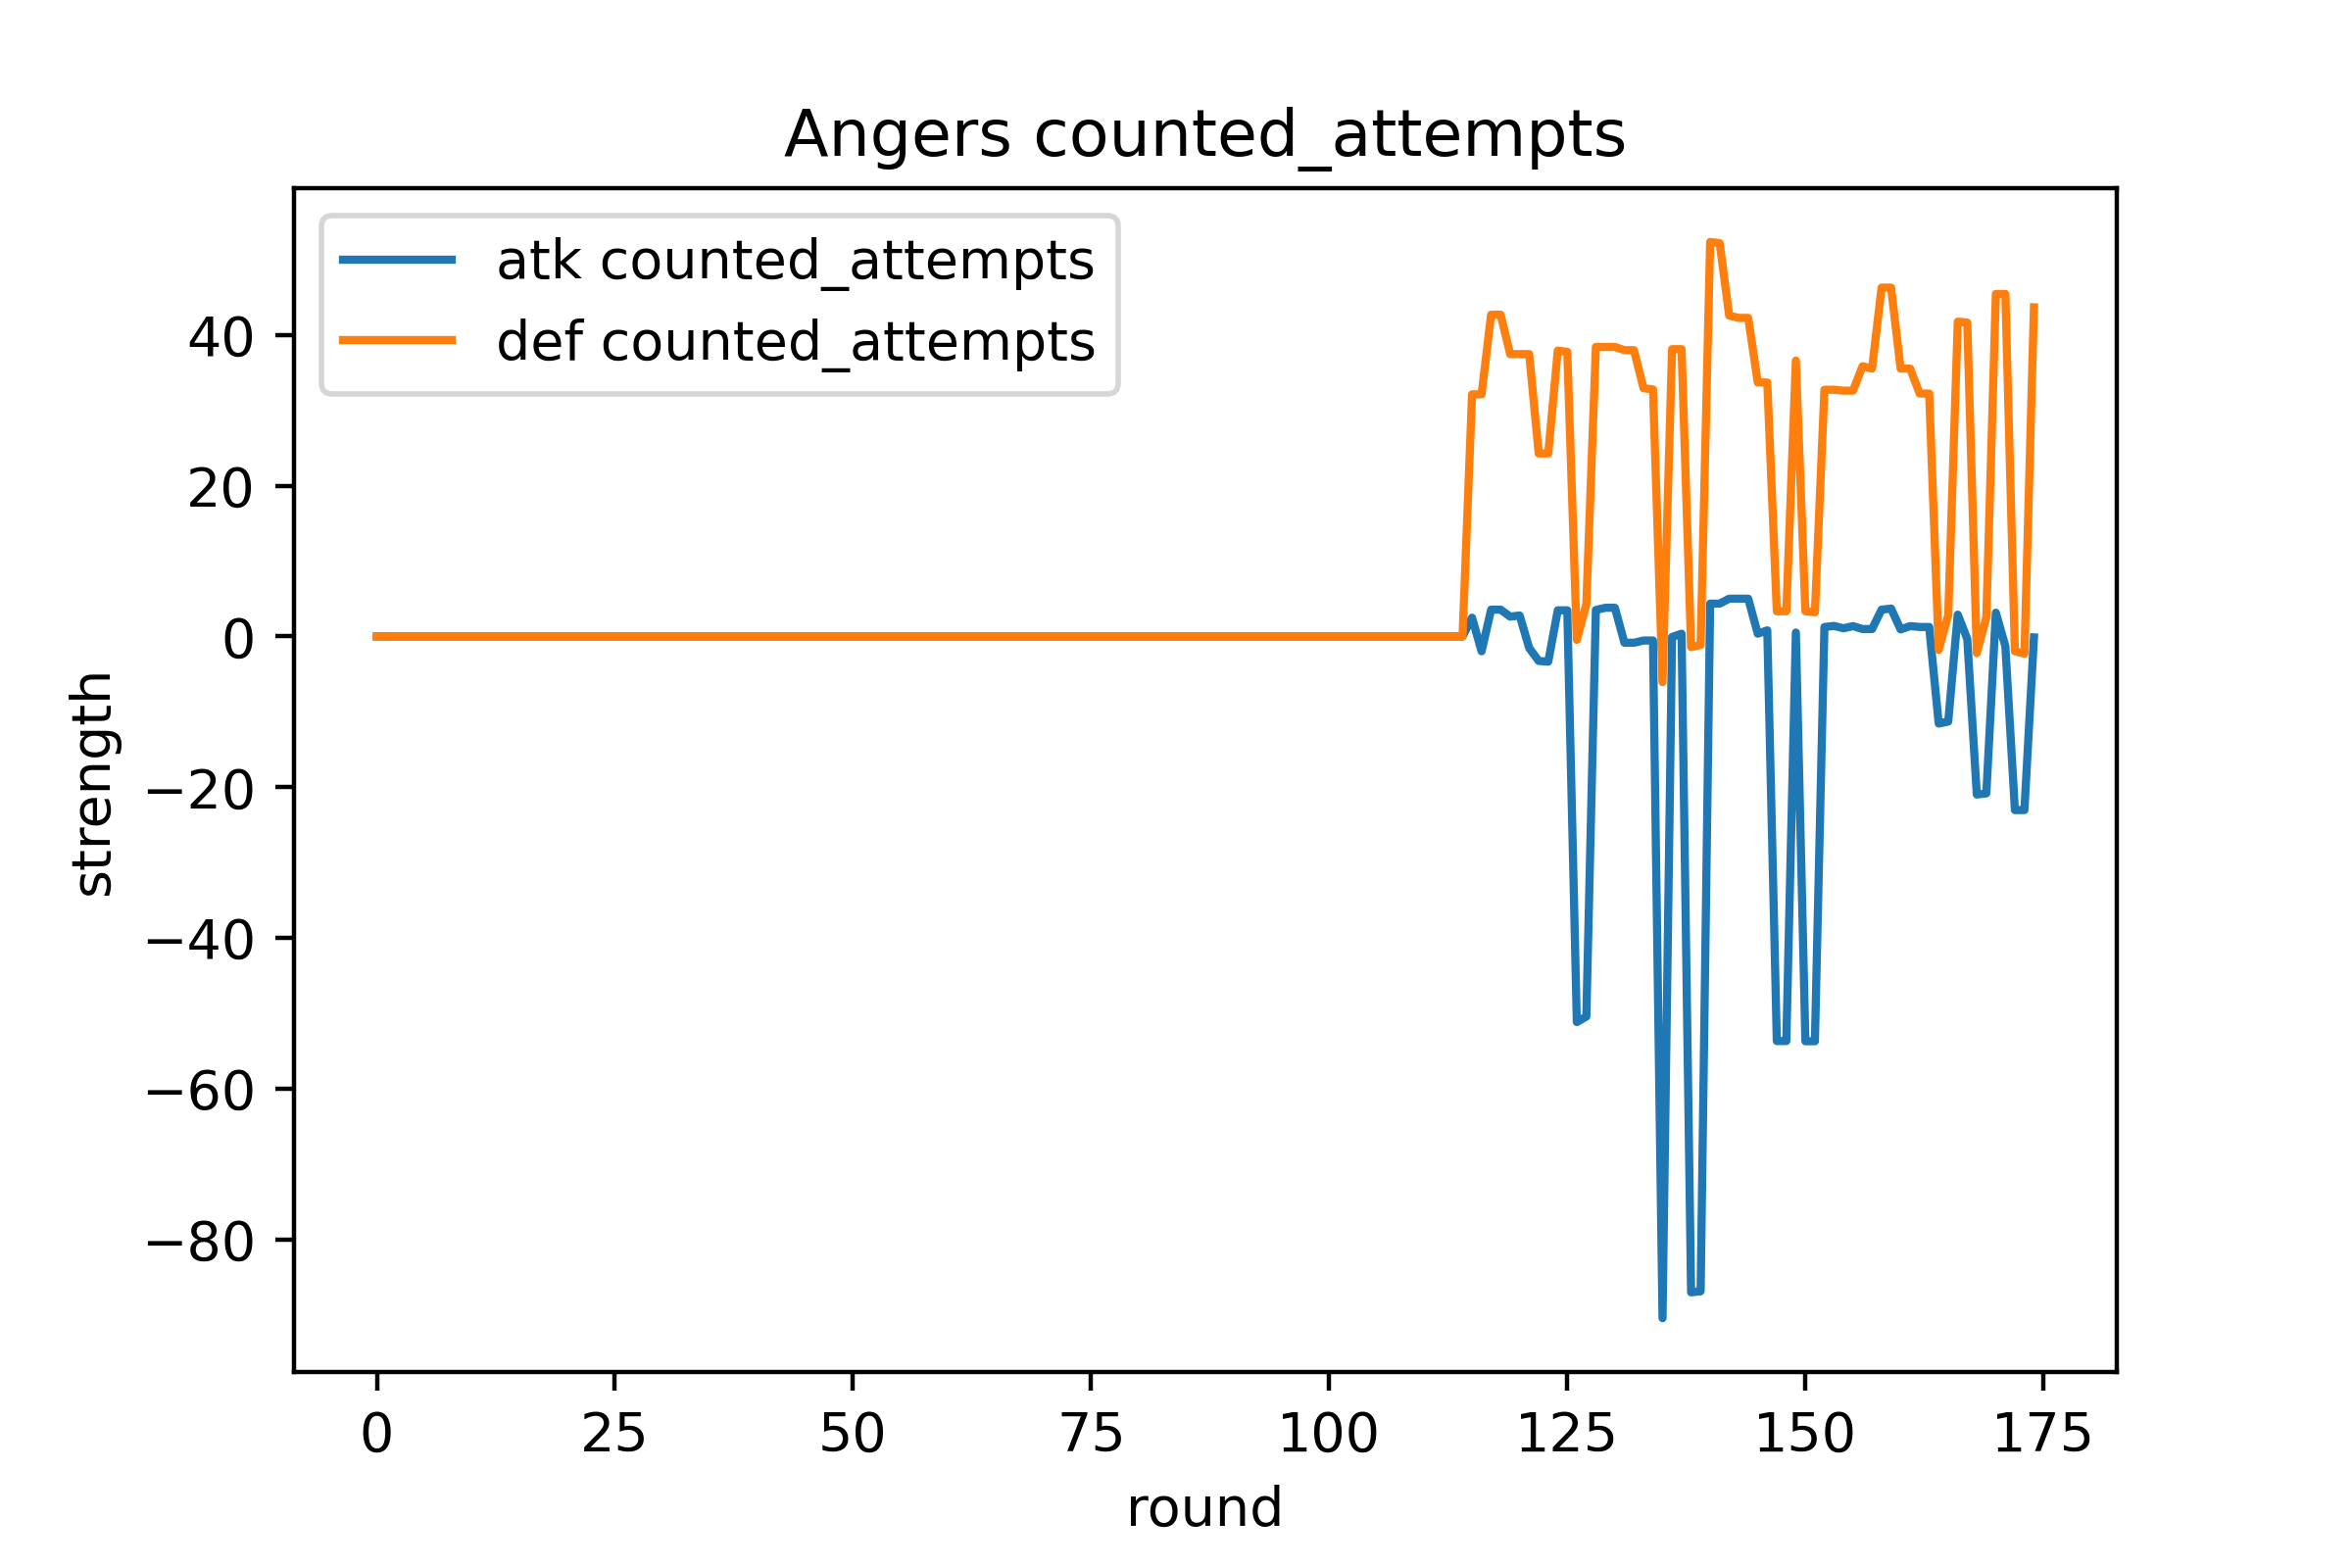 Angers counted_attempts
atk counted_attempts
def counted_attempts
40
20
0
−20
−40
−60
−80
strength
0 25 50 75 100 125 150 175
round